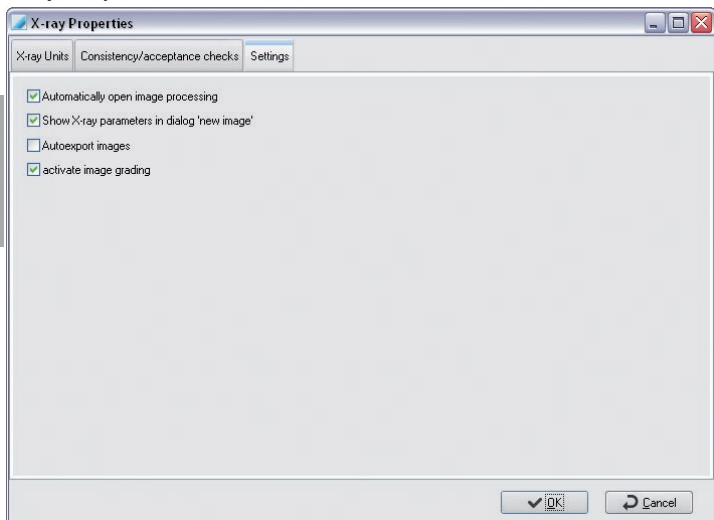 X-ray Properties
X-ray Units Consistency/acceptance checks Settings
Automatically open image processing
Show X-ray parameters in dialog 'new image'
Autoexport images
activate image grading
OK Cancel